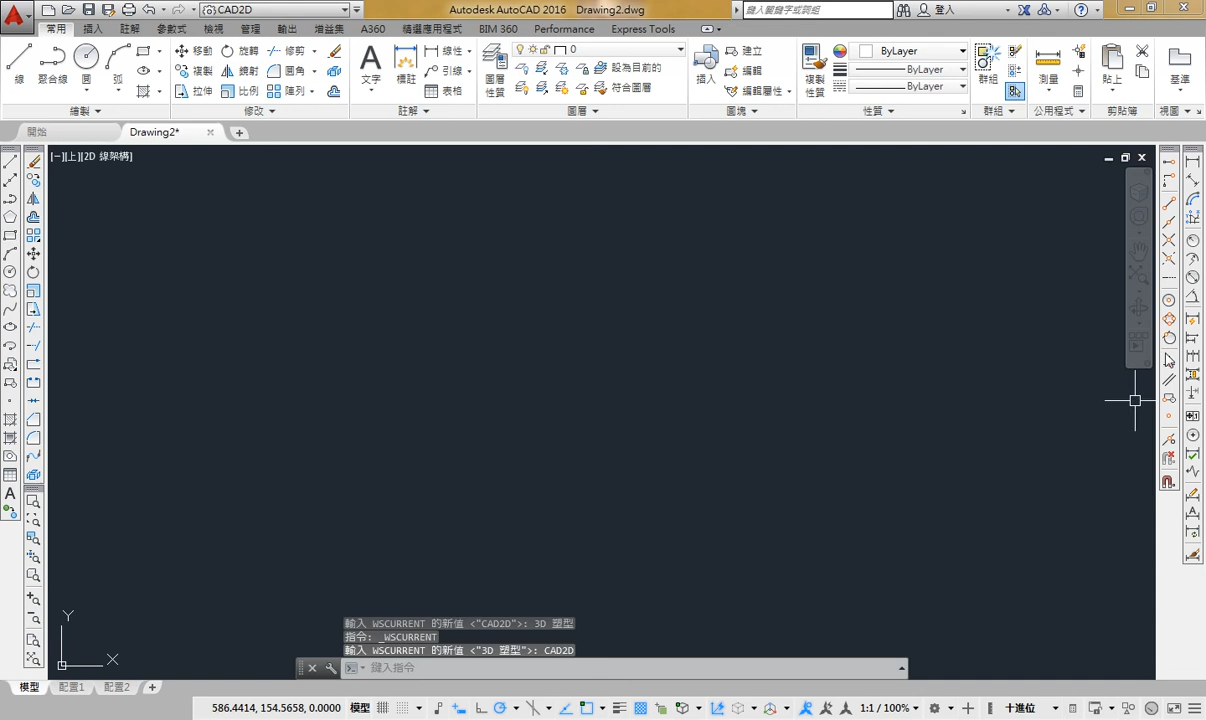 CAD2D
Autodesk AutoCAD 2016 Drawing2.dwg
鍵入關鍵字或詞組
登入
常用 插入 註解 參數式 檢視 管理 輸出 增益集 A360 精選應用 BIM 360 Performance Express Tools
線 聚合線 圓 弧
移動 旋轉 修剪
複製 鏡射 圓角
拉伸 比例 陣列
文字 標註
線性
引線
表格
圖層性質
0
設為目前的
符合圖層
插入
建立
編輯
編輯屬性
複製性質
ByLayer
ByLayer
ByLayer
群組 測量 貼上 基準
繪製 修改 註解 圖層 圖塊 性質 群組 公用程式 剪貼簿 視圖
開始 Drawing2*
[−][上][2D 線架構]
Y
X
輸入 WSCURRENT 的新值 <"CAD2D">: 3D 塑型
指令: _WSCURRENT
輸入 WSCURRENT 的新值 <"3D 塑型">: CAD2D
鍵入指令
模型 配置1 配置2
586.4414, 154.5658, 0.0000 模型 1:1 / 100% 十進位